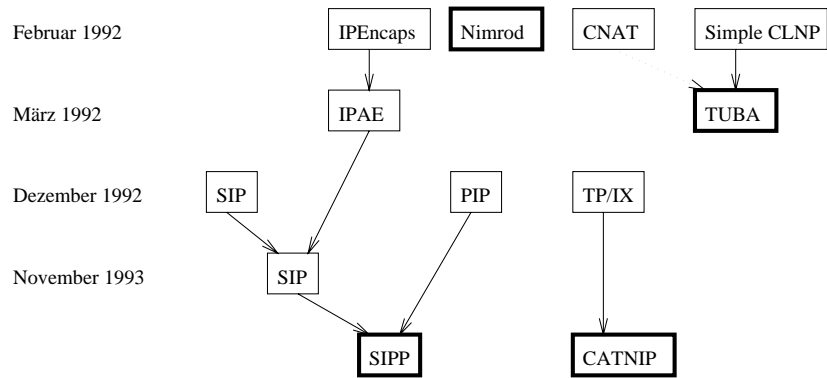 Februar 1992 IPEncaps Nimrod CNAT Simple CLNP
März 1992 IPAE TUBA
Dezember 1992 SIP PIP TP/IX
November 1993 SIP
SIPP CATNIP